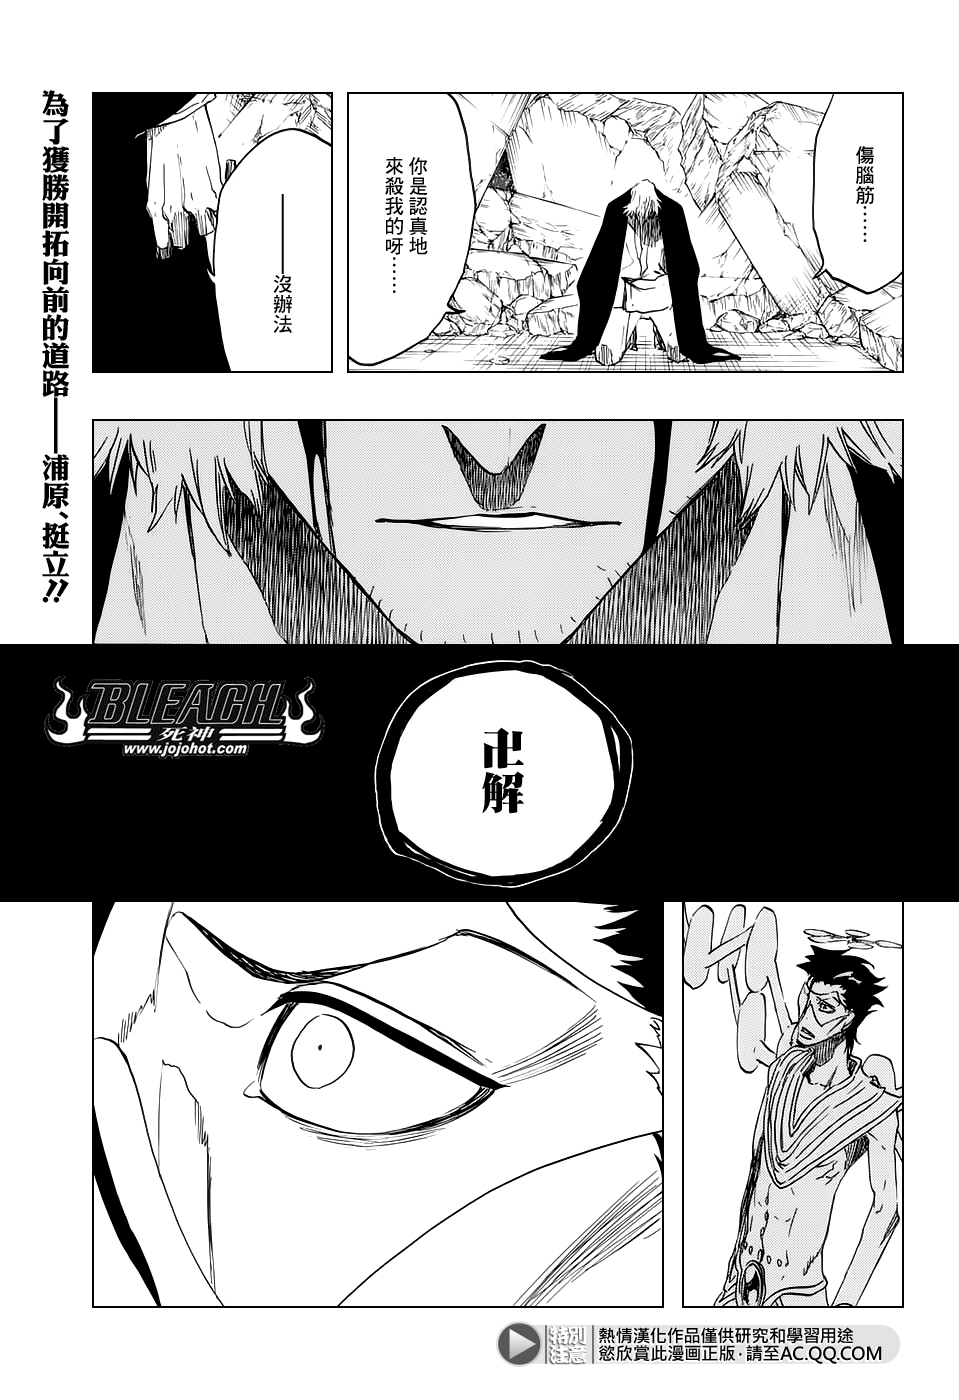 傷腦筋……
你是認真地
來殺我的呀……
——沒辦法
為了獲勝開拓向前的道路——浦原、挺立!!
卍解
BLEACH
死神
www.jojohot.com
特別
注意
熱情漢化作品僅供研究和學習用途
慾欣賞此漫画正版·請至AC.QQ.COM